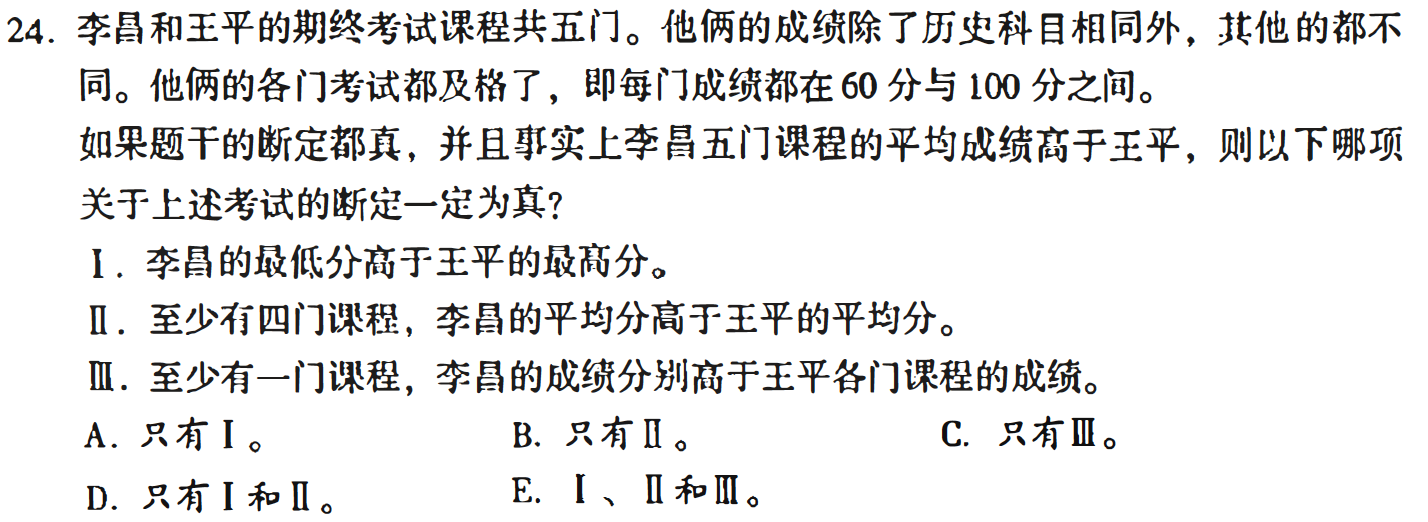 24. 李昌和王平的期终考试课程共五门。他俩的成绩除了历史科目相同外，其他的都不
同。他俩的各门考试都及格了，即每门成绩都在 60 分与 100 分之间。
如果题干的断定都真，并且事实上李昌五门课程的平均成绩高于王平，则以下哪项
关于上述考试的断定一定为真?
Ⅰ. 李昌的最低分高于王平的最高分。
Ⅱ. 至少有四门课程，李昌的平均分高于王平的平均分。
Ⅲ. 至少有一门课程，李昌的成绩分别高于王平各门课程的成绩。
A. 只有Ⅰ。 B. 只有Ⅱ。 C. 只有Ⅲ。
D. 只有Ⅰ和Ⅱ。 E. Ⅰ、Ⅱ和Ⅲ。